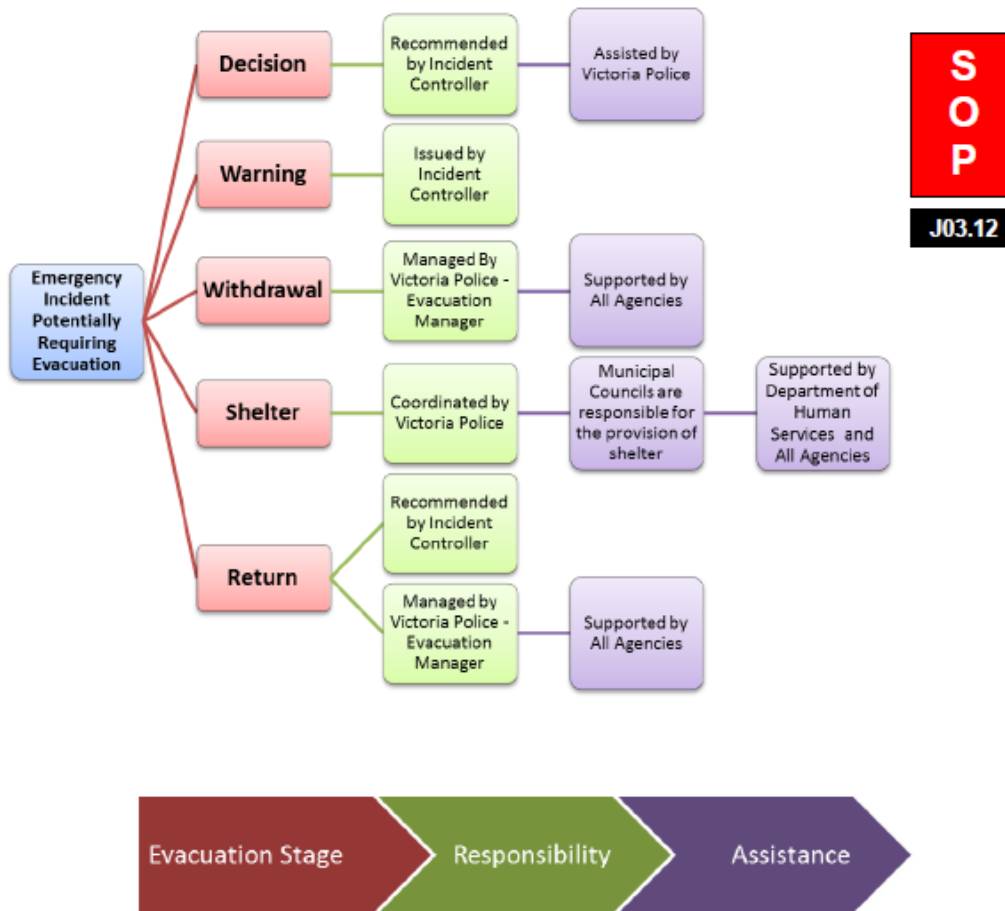 Decision
Recommended
by Incident
Controller
Assisted by
Victoria Police
S
O
P
J03.12
Warning
Issued by
Incident
Controller
Emergency
Incident
Potentially
Requiring
Evacuation
Withdrawal
Managed By
Victoria Police -
Evacuation
Manager
Supported by
All Agencies
Shelter
Coordinated by
Victoria Police
Municipal
Councils are
responsible for
the provision of
shelter
Supported by
Department of
Human
Services and
All Agencies
Return
Recommended
by Incident
Controller
Managed by
Victoria Police -
Evacuation
Manager
Supported by
All Agencies
Evacuation Stage
Responsibility
Assistance